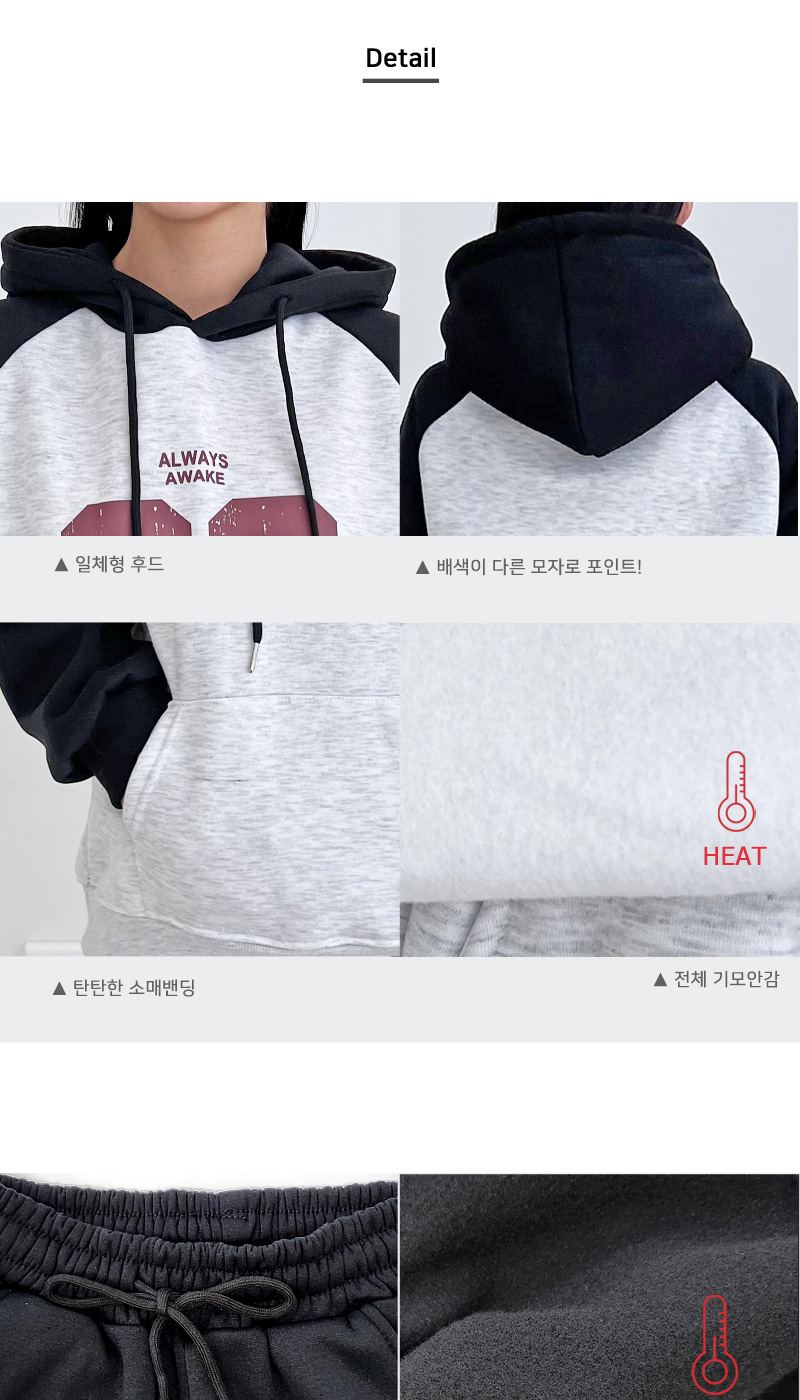 Detail
ALWAYS
AWAKE
▲ 일체형 후드
▲ 배색이 다른 모자로 포인트!
HEAT
▲ 탄탄한 소매밴딩
▲ 전체 기모안감